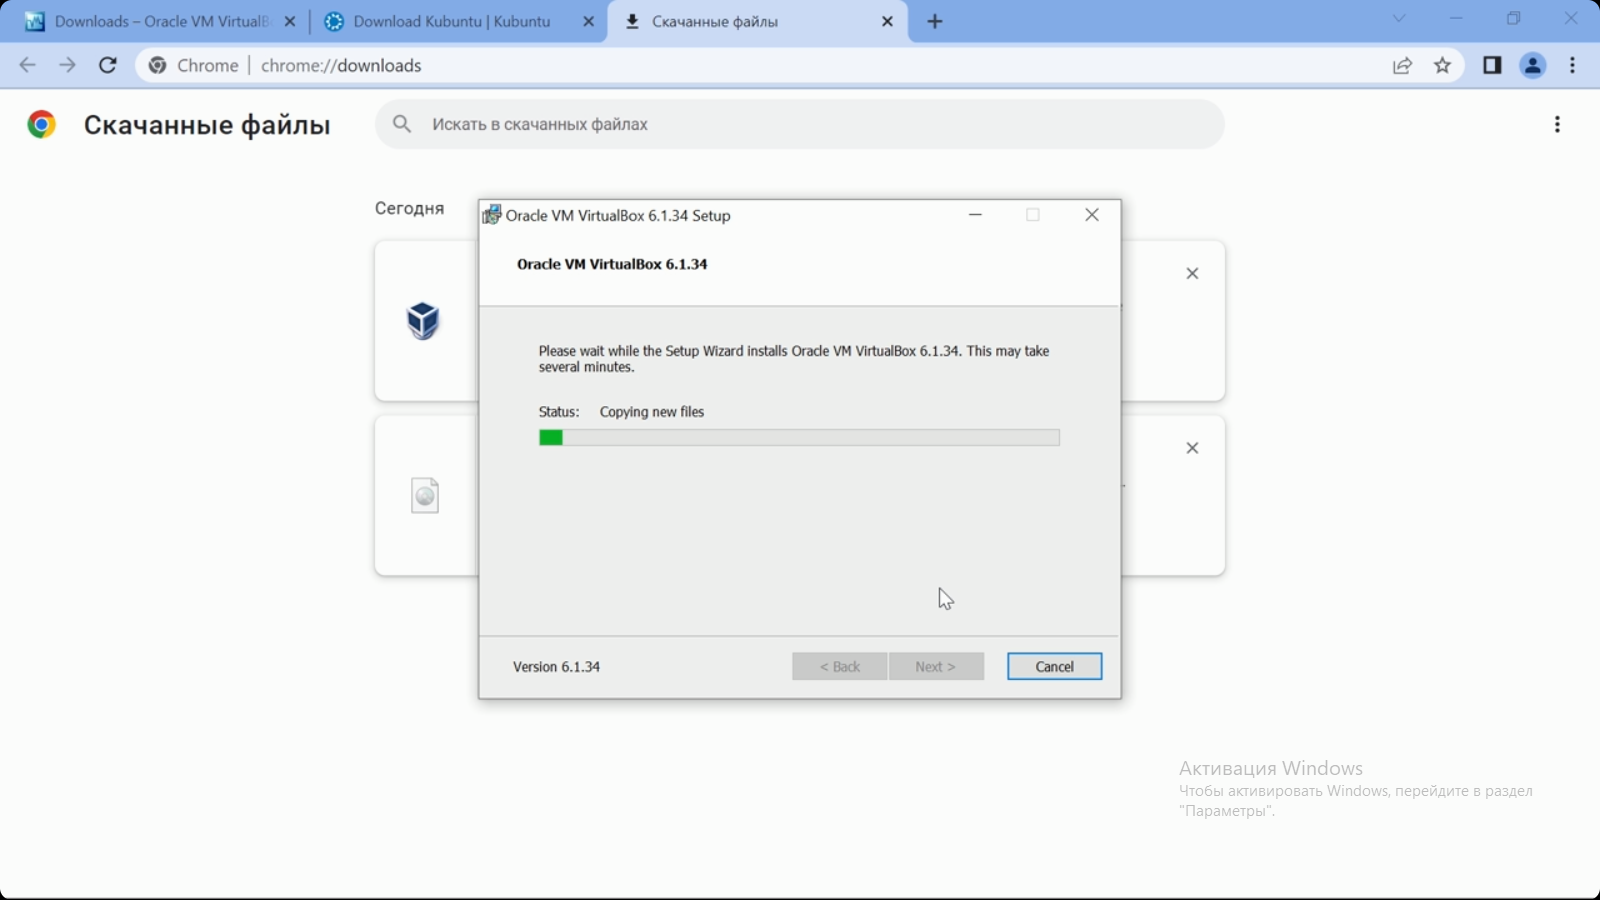 Downloads – Oracle VM VirtualB
Download Kubuntu | Kubuntu
Скачанные файлы
Chrome
chrome://downloads
Скачанные файлы
Искать в скачанных файлах
Сегодня
Oracle VM VirtualBox 6.1.34 Setup
Oracle VM VirtualBox 6.1.34
Please wait while the Setup Wizard installs Oracle VM VirtualBox 6.1.34. This may take
several minutes.
Status: Copying new files
Version 6.1.34
< Back
Next >
Cancel
Активация Windows
Чтобы активировать Windows, перейдите в раздел
"Параметры".